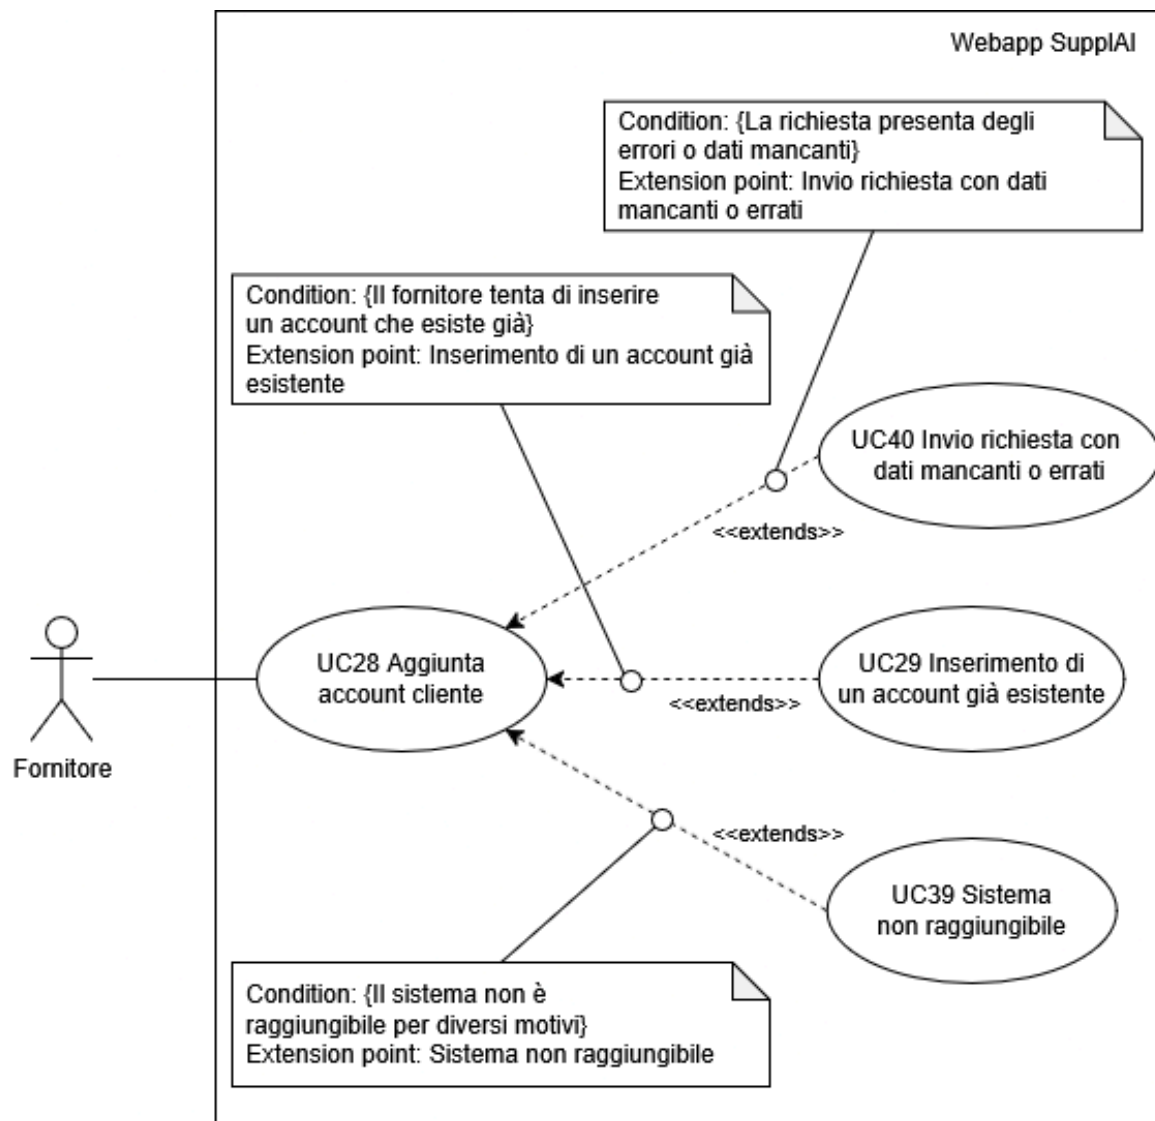 Webapp SupplAI
Condition: {La richiesta presenta degli
errori o dati mancanti}
Extension point: Invio richiesta con dati
mancanti o errati
Condition: {Il fornitore tenta di inserire
un account che esiste già}
Extension point: Inserimento di un account già
esistente
UC40 Invio richiesta con
dati mancanti o errati
<<extends>>
UC28 Aggiunta
account cliente
UC29 Inserimento di
un account già esistente
<<extends>>
Fornitore
<<extends>>
UC39 Sistema
non raggiungibile
Condition: {Il sistema non è
raggiungibile per diversi motivi}
Extension point: Sistema non raggiungibile